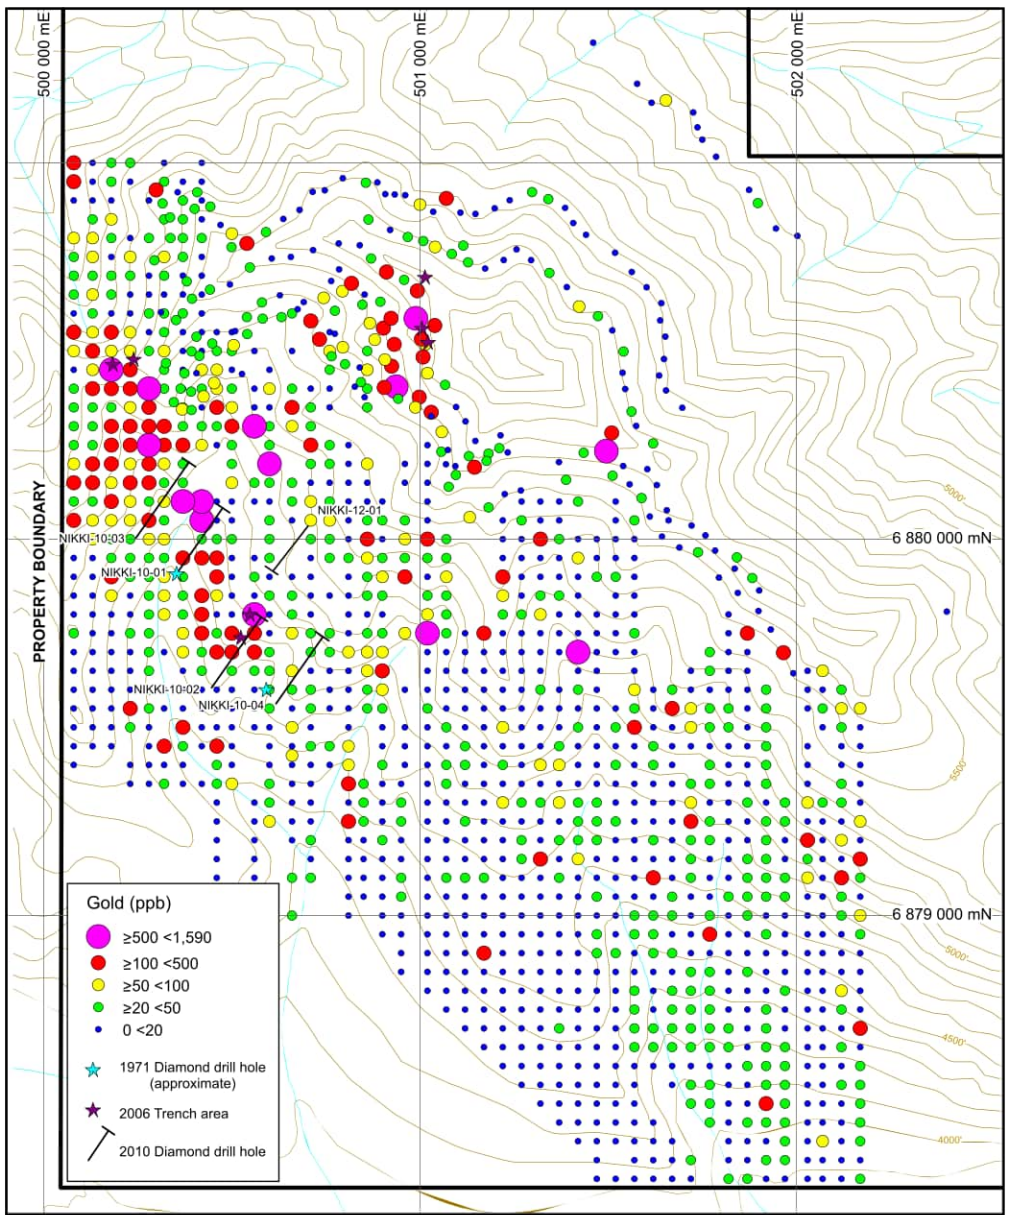 500 000 mE
501 000 mE
502 000 mE
5000'
NIKKI-12-01
PROPERTY BOUNDARY
NIKKI-10-03
6 880 000 mN
NIKKI-10-01
NIKKI-10-02
NIKKI-10-04
5500'
Gold (ppb)
≥500 <1,590
≥100 <500
≥50 <100
≥20 <50
0 <20
1971 Diamond drill hole
(approximate)
2006 Trench area
2010 Diamond drill hole
6 879 000 mN
5000'
4500'
4000'